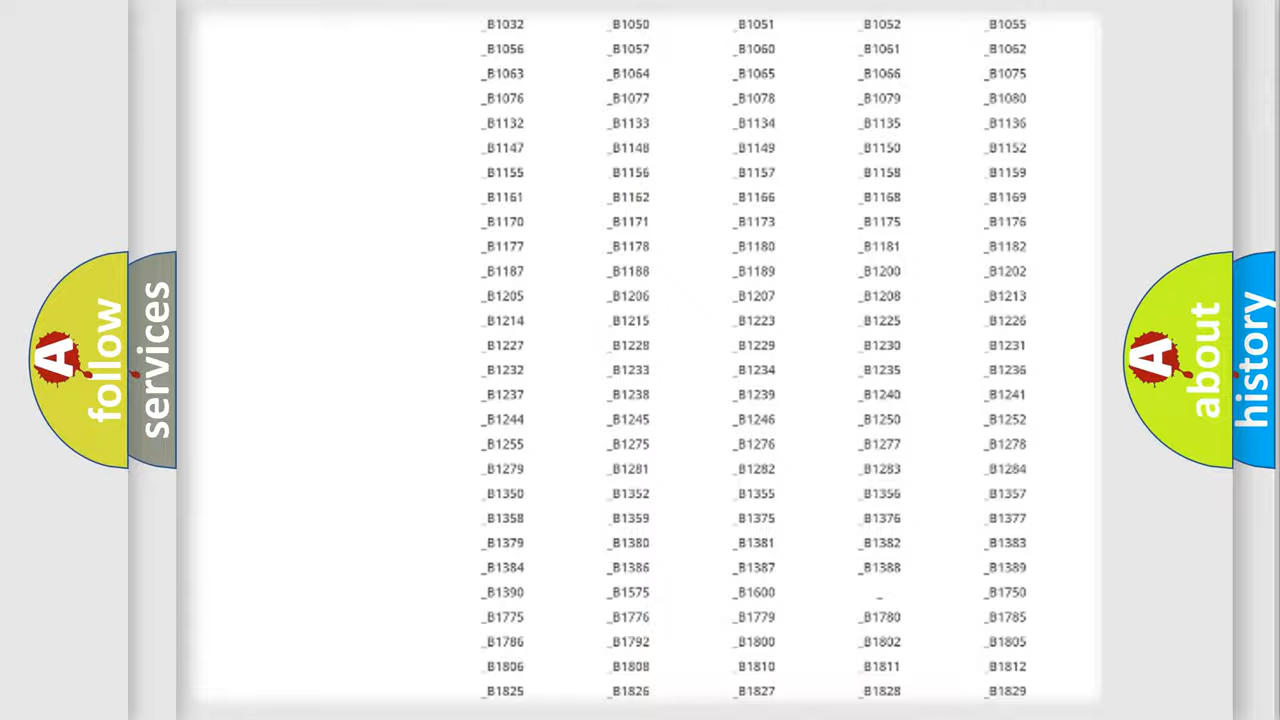 _B1032 _B1050 _B1051 _B1052 _B1055
_B1056 _B1057 _B1060 _B1061 _B1062
_B1063 _B1064 _B1065 _B1066 _B1075
_B1076 _B1077 _B1078 _B1079 _B1080
_B1132 _B1133 _B1134 _B1135 _B1136
_B1147 _B1148 _B1149 _B1150 _B1152
_B1155 _B1156 _B1157 _B1158 _B1159
_B1161 _B1162 _B1166 _B1168 _B1169
_B1170 _B1171 _B1173 _B1175 _B1176
_B1177 _B1178 _B1180 _B1181 _B1182
_B1187 _B1188 _B1189 _B1200 _B1202
_B1205 _B1206 _B1207 _B1208 _B1213
_B1214 _B1215 _B1223 _B1225 _B1226
_B1227 _B1228 _B1229 _B1230 _B1231
_B1232 _B1233 _B1234 _B1235 _B1236
_B1237 _B1238 _B1239 _B1240 _B1241
_B1244 _B1245 _B1246 _B1250 _B1252
_B1255 _B1275 _B1276 _B1277 _B1278
_B1279 _B1281 _B1282 _B1283 _B1284
_B1350 _B1352 _B1355 _B1356 _B1357
_B1358 _B1359 _B1375 _B1376 _B1377
_B1379 _B1380 _B1381 _B1382 _B1383
_B1384 _B1386 _B1387 _B1388 _B1389
_B1390 _B1575 _B1600 _ _B1750
_B1775 _B1776 _B1779 _B1780 _B1785
_B1786 _B1792 _B1800 _B1802 _B1805
_B1806 _B1808 _B1810 _B1811 _B1812
_B1825 _B1826 _B1827 _B1828 _B1829
A
follow
services
A
about
history